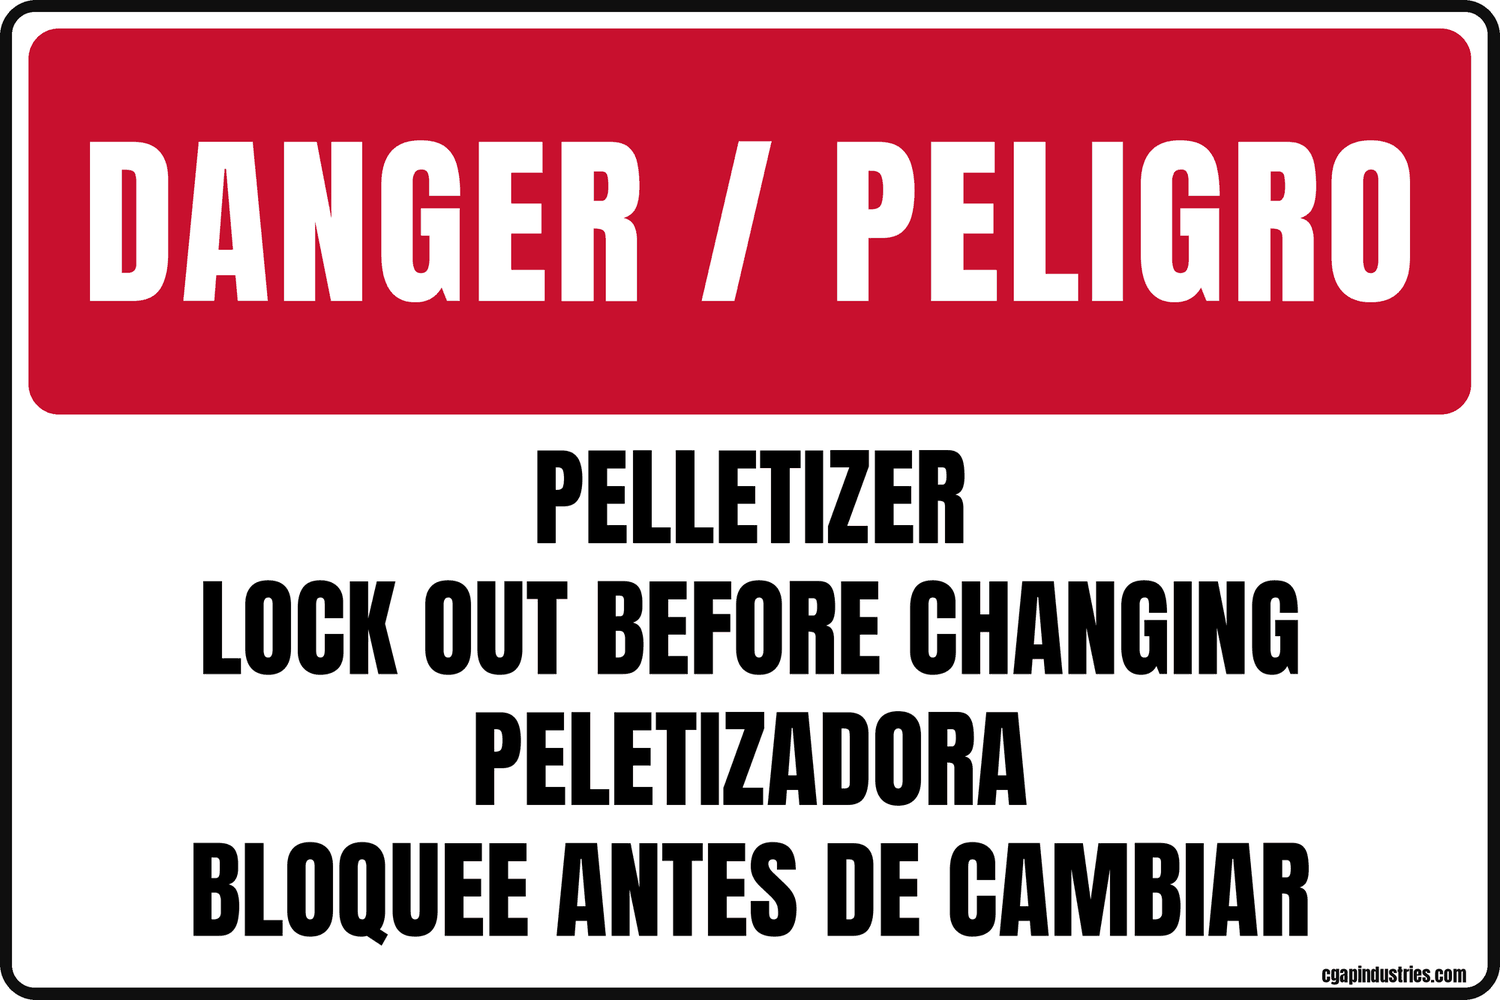 DANGER / PELIGRO
PELLETIZER
LOCK OUT BEFORE CHANGING
PELETIZADORA
BLOQUEE ANTES DE CAMBIAR
cgapindustries.com